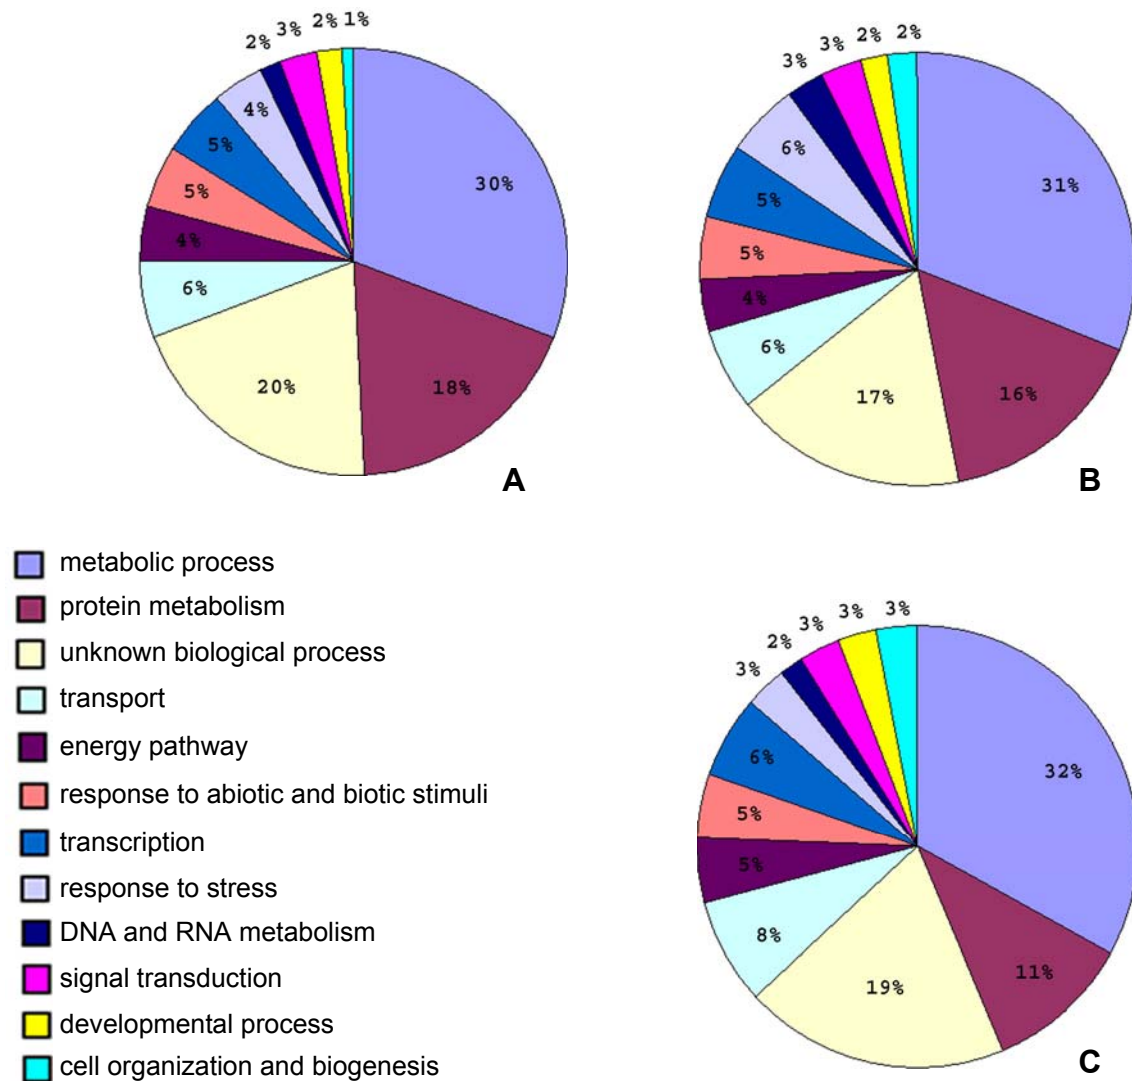 2% 3% 2% 1%
4%
5%
5%
4%
6%
20%
18%
30%
A
3% 3% 2% 2%
6%
5%
5%
4%
6%
17%
16%
31%
B
metabolic process
protein metabolism
unknown biological process
transport
energy pathway
response to abiotic and biotic stimuli
transcription
response to stress
DNA and RNA metabolism
signal transduction
developmental process
cell organization and biogenesis
3% 2% 3% 3% 3%
6%
5%
5%
8%
19%
11%
32%
C